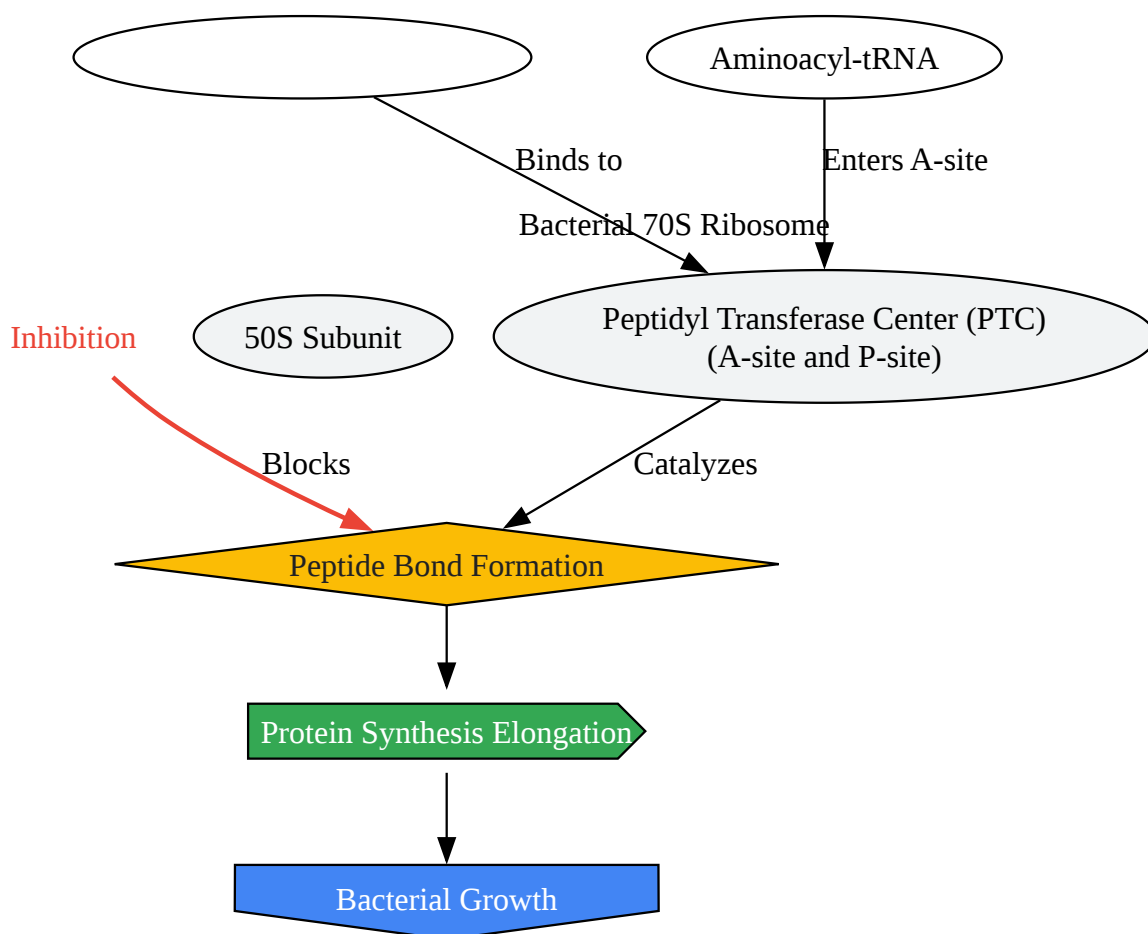 Aminoacyl-tRNA
Binds to
Enters A-site
Bacterial 70S Ribosome
Inhibition
50S Subunit
Peptidyl Transferase Center (PTC)
(A-site and P-site)
Blocks
Catalyzes
Peptide Bond Formation
Protein Synthesis Elongation
Bacterial Growth